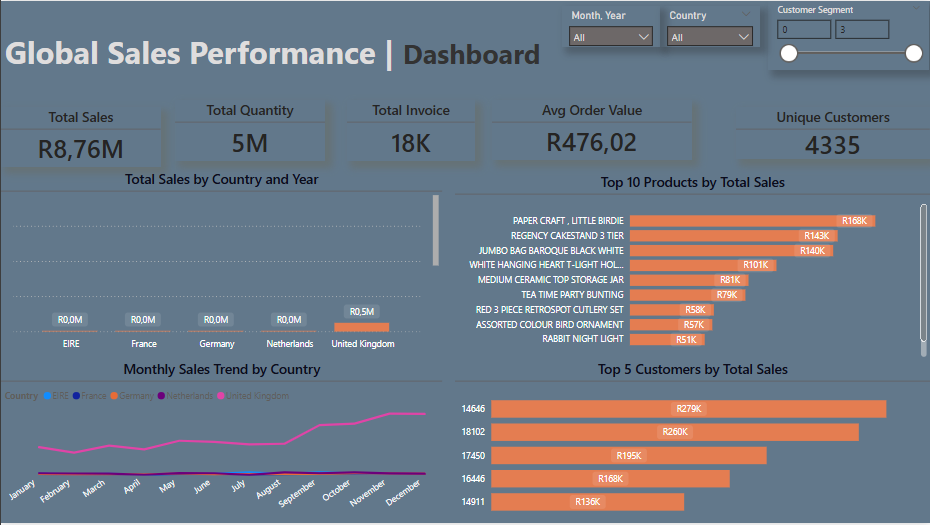 Global Sales Performance | Dashboard
Month, Year
All
Country
All
Customer Segment
0
3
Total Sales
R8,76M
Total Quantity
5M
Total Invoice
18K
Avg Order Value
R476,02
Unique Customers
4335
Total Sales by Country and Year
R0,0M
R0,0M
R0,0M
R0,0M
R0,5M
EIRE
France
Germany
Netherlands
United Kingdom
Top 10 Products by Total Sales
PAPER CRAFT , LITTLE BIRDIE R168K
REGENCY CAKESTAND 3 TIER R143K
JUMBO BAG BAROQUE BLACK WHITE R140K
WHITE HANGING HEART T-LIGHT HOL... R101K
MEDIUM CERAMIC TOP STORAGE JAR R81K
TEA TIME PARTY BUNTING R79K
RED 3 PIECE RETROSPOT CUTLERY SET R58K
ASSORTED COLOUR BIRD ORNAMENT R57K
RABBIT NIGHT LIGHT R51K
Monthly Sales Trend by Country
Country EIRE France Germany Netherlands United Kingdom
January
February
March
April
May
June
July
August
September
October
November
December
Top 5 Customers by Total Sales
14646 R279K
18102 R260K
17450 R195K
16446 R168K
14911 R136K